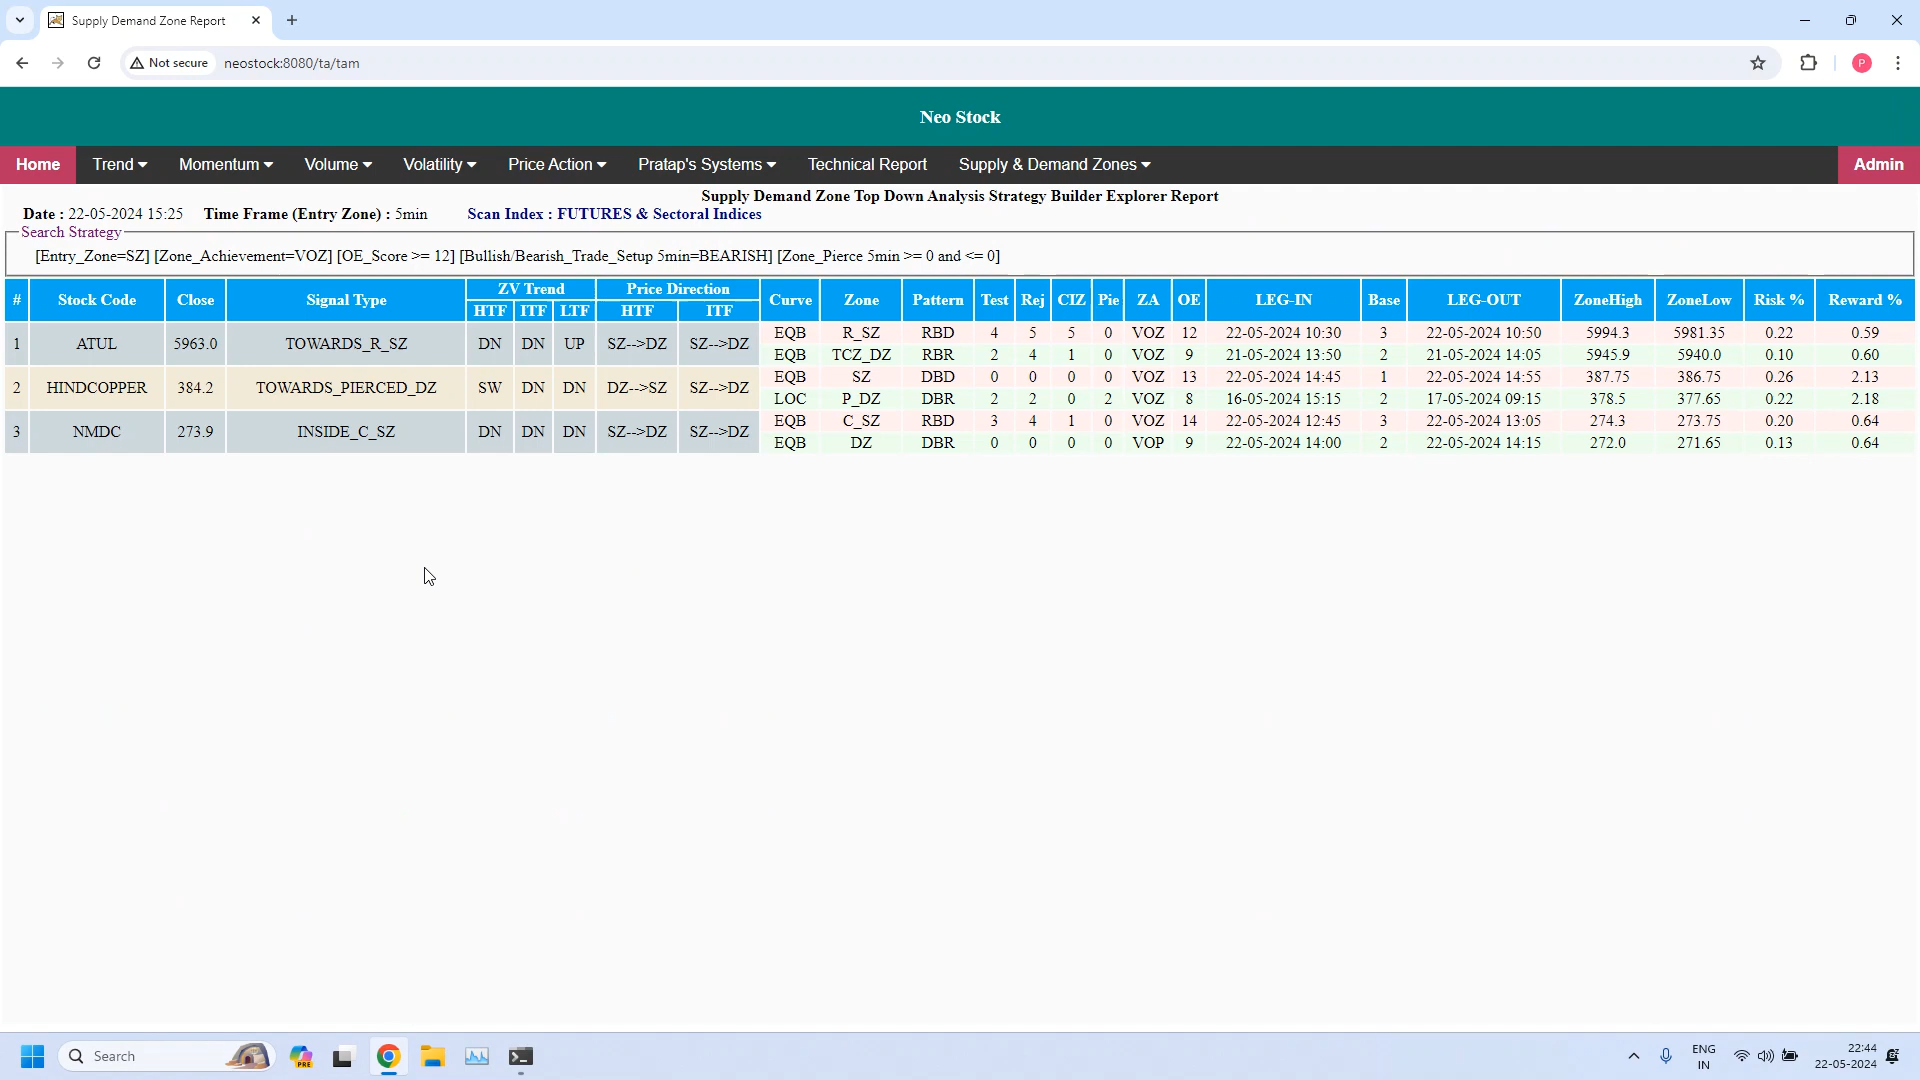 Supply Demand Zone Report
Not secure neostock:8080/ta/tam P
Neo Stock
Home Trend Momentum Volume Volatility Price Action Pratap's Systems Technical Report Supply & Demand Zones Admin
Supply Demand Zone Top Down Analysis Strategy Builder Explorer Report
Date : 22-05-2024 15:25 Time Frame (Entry Zone) : 5min Scan Index : FUTURES & Sectoral Indices
Search Strategy
[Entry_Zone=SZ] [Zone_Achievement=VOZ] [OE_Score >= 12] [Bullish/Bearish_Trade_Setup 5min=BEARISH] [Zone_Pierce 5min >= 0 and <= 0]
# Stock Code Close Signal Type ZV Trend Price Direction Curve Zone Pattern Test Rej CIZ Pie ZA OE LEG-IN Base LEG-OUT ZoneHigh ZoneLow Risk % Reward %
HTF ITF LTF HTF ITF
1 ATUL 5963.0 TOWARDS_R_SZ DN DN UP SZ-->DZ SZ-->DZ EQB R_SZ RBD 4 5 5 0 VOZ 12 22-05-2024 10:30 3 22-05-2024 10:50 5994.3 5981.35 0.22 0.59
EQB TCZ_DZ RBR 2 4 1 0 VOZ 9 21-05-2024 13:50 2 21-05-2024 14:05 5945.9 5940.0 0.10 0.60
2 HINDCOPPER 384.2 TOWARDS_PIERCED_DZ SW DN DN DZ-->SZ SZ-->DZ EQB SZ DBD 0 0 0 0 VOZ 13 22-05-2024 14:45 1 22-05-2024 14:55 387.75 386.75 0.26 2.13
LOC P_DZ DBR 2 2 0 2 VOZ 8 16-05-2024 15:15 2 17-05-2024 09:15 378.5 377.65 0.22 2.18
3 NMDC 273.9 INSIDE_C_SZ DN DN DN SZ-->DZ SZ-->DZ EQB C_SZ RBD 3 4 1 0 VOZ 14 22-05-2024 12:45 3 22-05-2024 13:05 274.3 273.75 0.20 0.64
EQB DZ DBR 0 0 0 0 VOP 9 22-05-2024 14:00 2 22-05-2024 14:15 272.0 271.65 0.13 0.64
Search PRE ENG 22:44
IN 22-05-2024